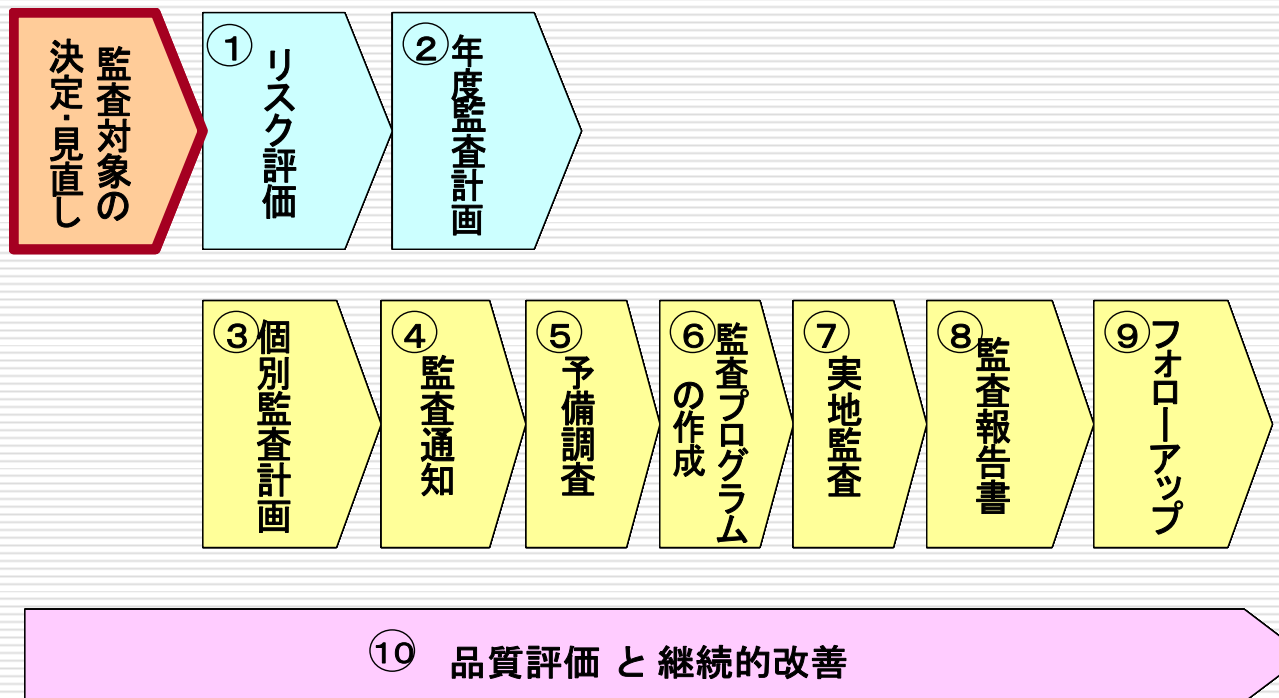 監査対象の
決定・見直し
①
リスク評価
②
年度監査計画
③
個別監査計画
④
監査通知
⑤
予備調査
⑥
監査プログラム
の作成
⑦
実地監査
⑧
監査報告書
⑨
フォローアップ
⑩ 品質評価 と 継続的改善